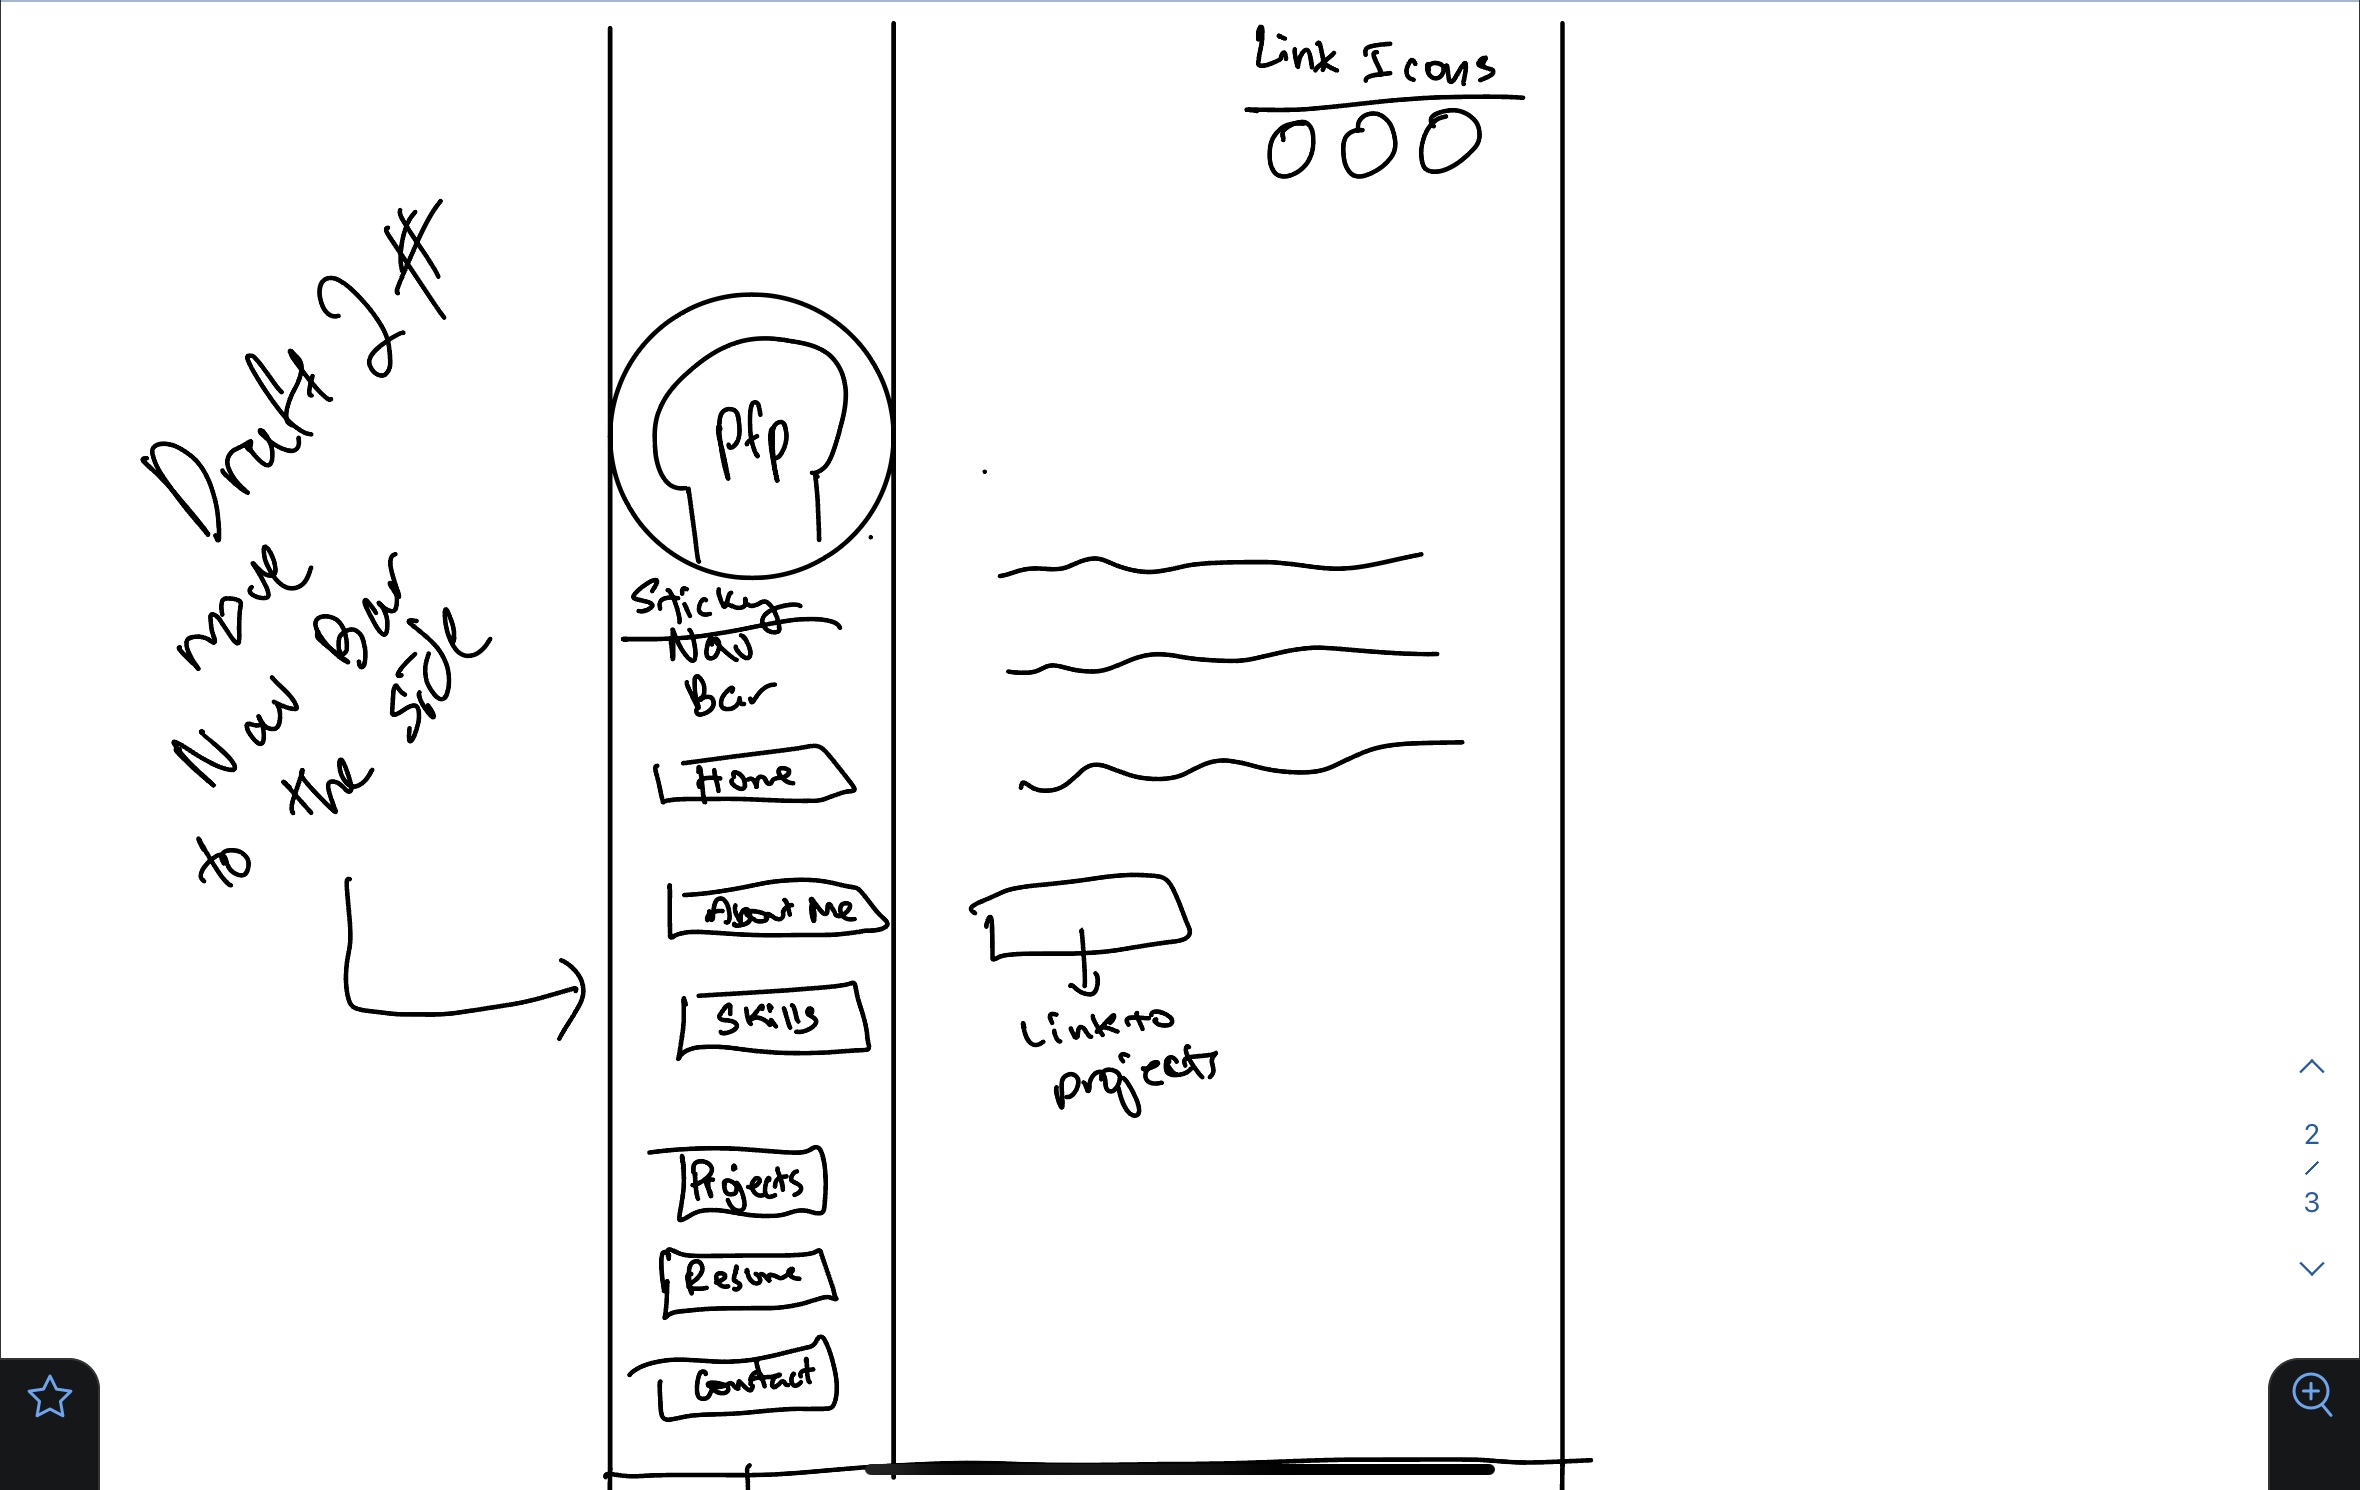 Link Icons
Draft 2#
move
Nav Bar
to the side
pfp
Sticky
Nav
Bar
Home
About Me
Skills
Link to
projects
Projects
Resume
Contact
2
/
3